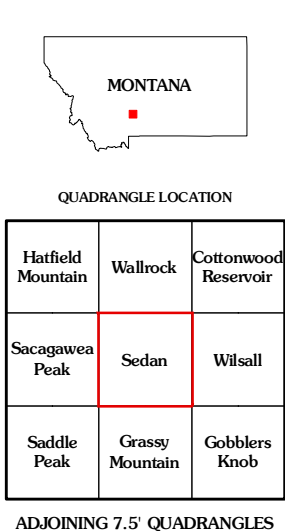 MONTANA
QUADRANGLE LOCATION
Hatfield
Mountain
Wallrock
Cottonwood
Reservoir
Sacagawea
Peak
Sedan
Wilsall
Saddle
Peak
Grassy
Mountain
Gobblers
Knob
ADJOINING 7.5' QUADRANGLES